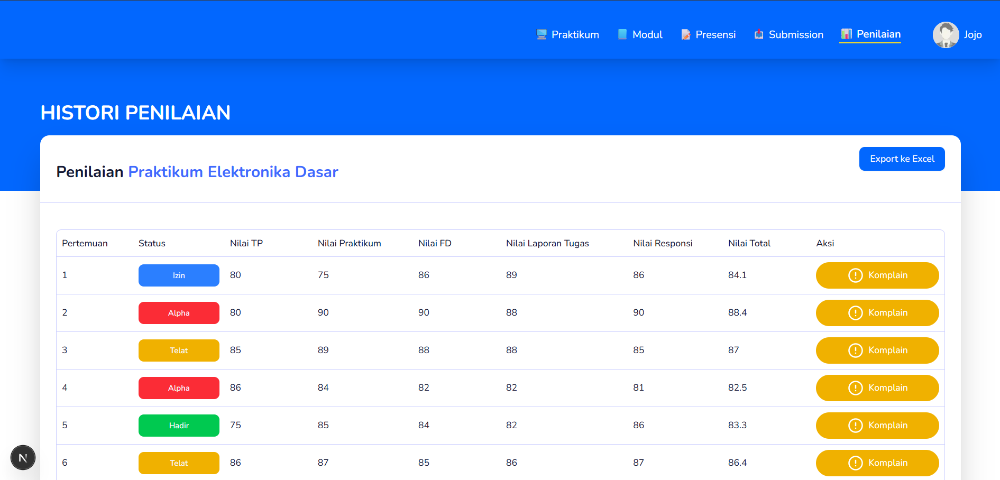 Praktikum Modul Presensi Submission Penilaian Jojo
HISTORI PENILAIAN
Export ke Excel
Penilaian Praktikum Elektronika Dasar
Pertemuan Status Nilai TP Nilai Praktikum Nilai FD Nilai Laporan Tugas Nilai Responsi Nilai Total Aksi
1 Izin 80 75 86 89 86 84.1 Komplain
2 Alpha 80 90 90 88 90 88.4 Komplain
3 Telat 85 89 88 88 85 87 Komplain
4 Alpha 86 84 82 82 81 82.5 Komplain
5 Hadir 75 85 84 82 86 83.3 Komplain
6 Telat 86 87 85 86 87 86.4 Komplain
N